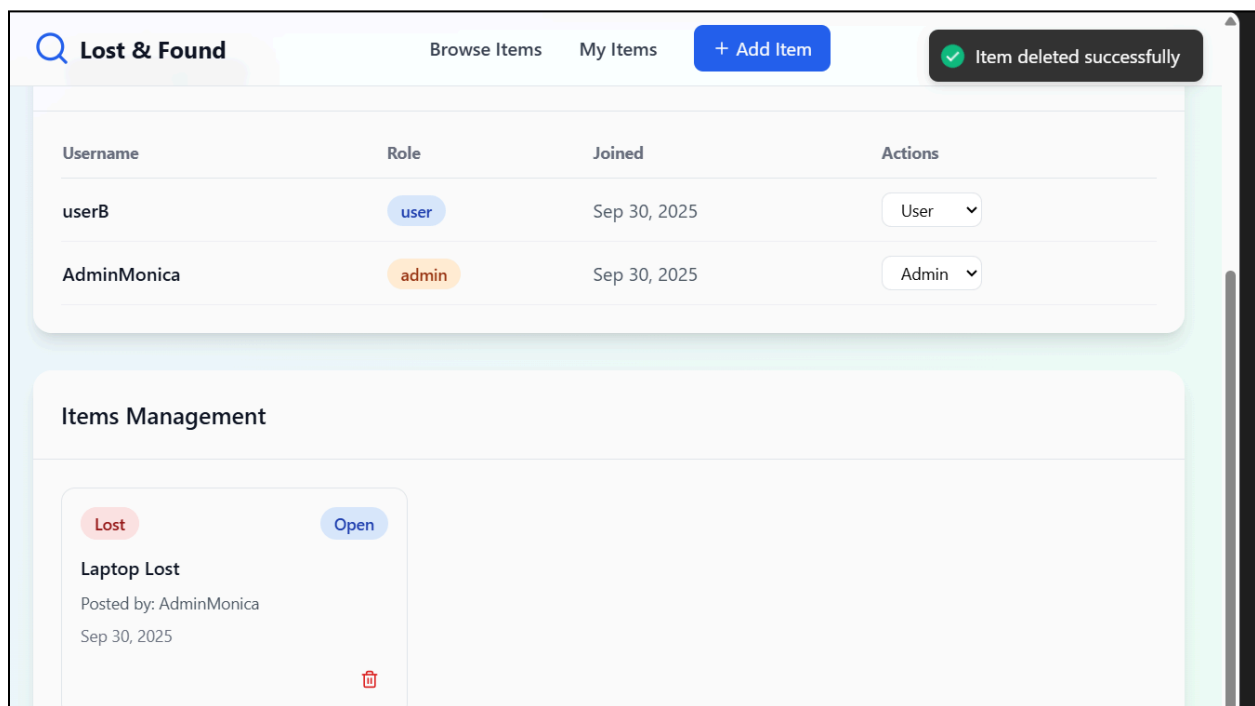 Lost & Found
Browse Items
My Items
+ Add Item
Item deleted successfully
Username Role Joined Actions
userB user Sep 30, 2025 User
AdminMonica admin Sep 30, 2025 Admin
Items Management
Lost Open
Laptop Lost
Posted by: AdminMonica
Sep 30, 2025